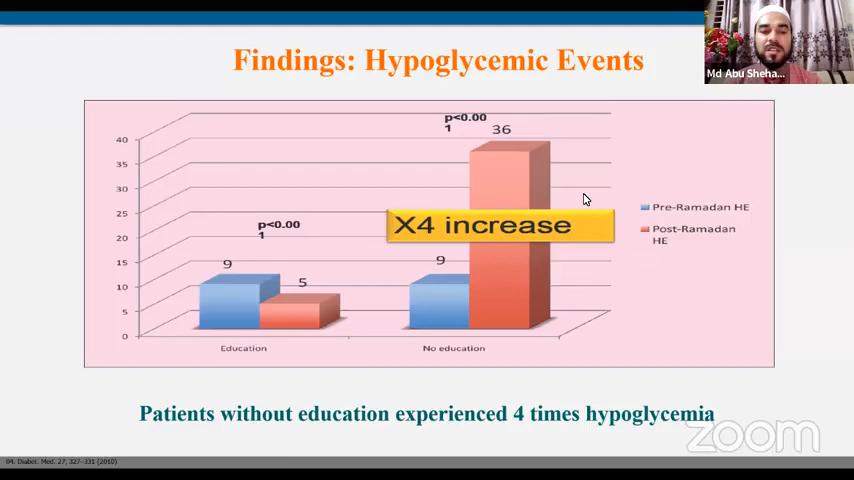 Findings: Hypoglycemic Events
Md Abu Sheha...
p<0.00
1
36
40
35
30
25
20
15
10
5
0
X4 increase
p<0.00
1
9
5
9
Pre-Ramadan HE
Post-Ramadan
HE
Education
No education
Patients without education experienced 4 times hypoglycemia
zoom
84. Diabet. Med. 27, 327–331 (2010)